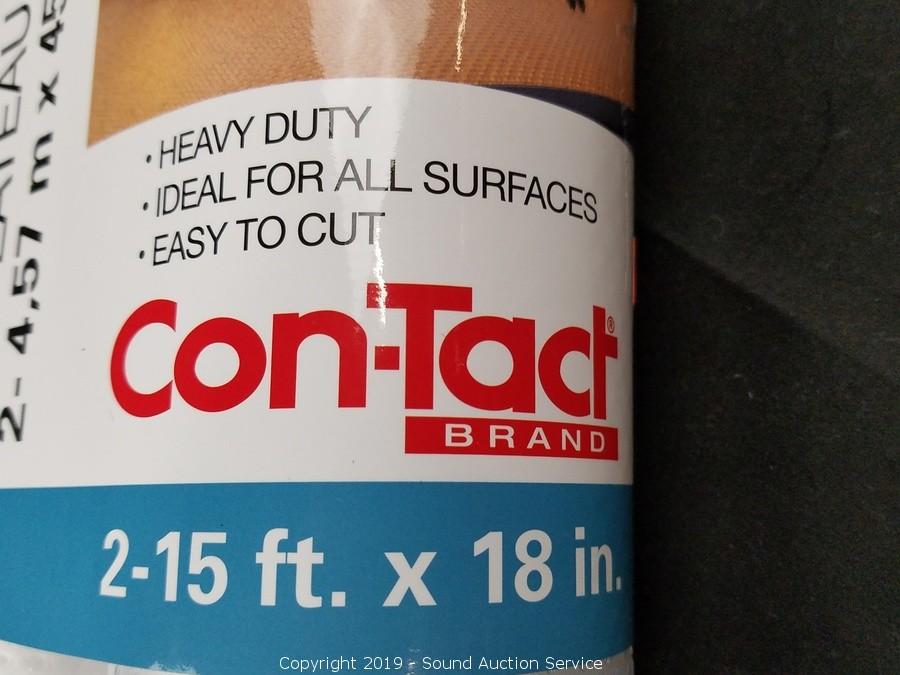 • HEAVY DUTY
• IDEAL FOR ALL SURFACES
• EASY TO CUT
Con-Tact®
BRAND
2-15 ft. x 18 in.
2- 4,57 m x 45
Copyright 2019 - Sound Auction Service